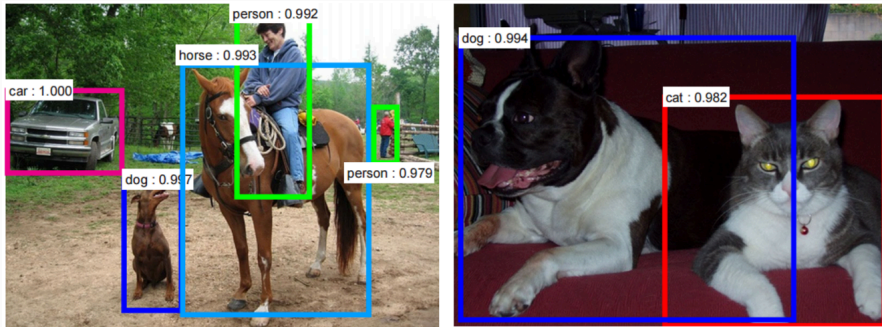 person : 0.992
horse : 0.993
car : 1.000
dog : 0.997
person : 0.979
dog : 0.994
cat : 0.982